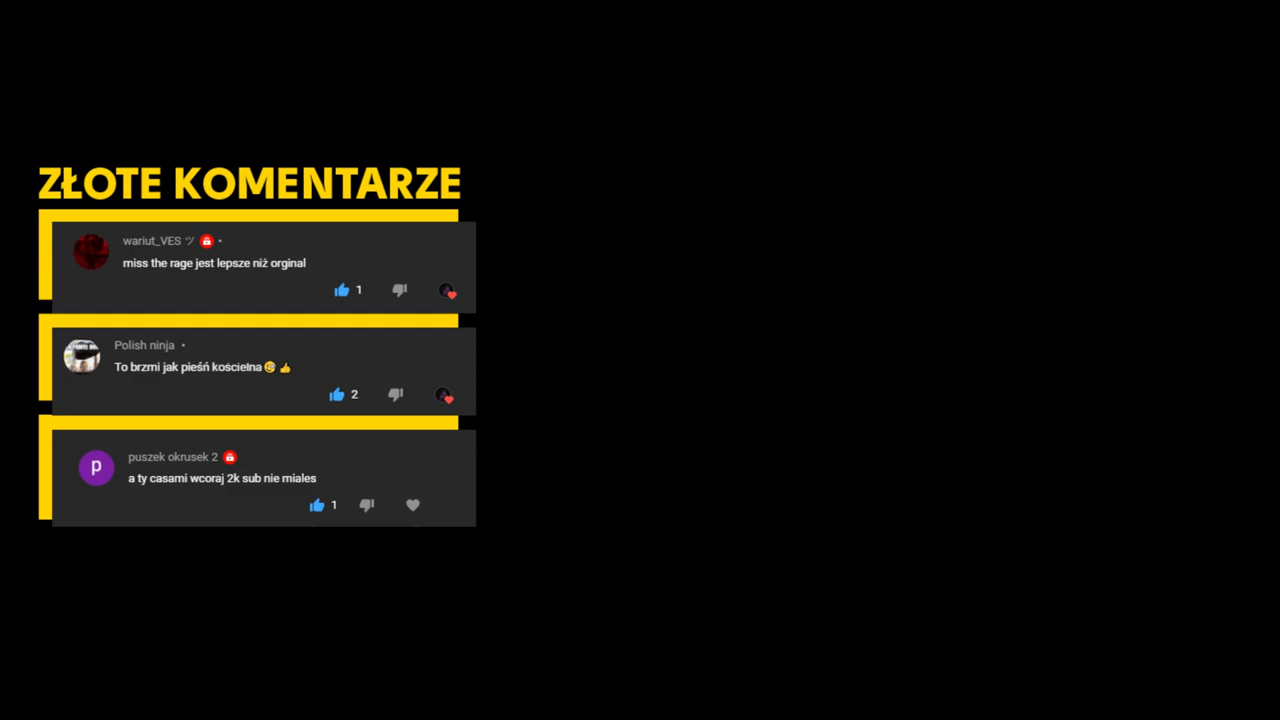 ZŁOTE KOMENTARZE
wariut_VES ツ •
miss the rage jest lepsze niż orginal
1
Polish ninja •
To brzmi jak pieśń kościelna🤣👍
2
P
puszek okrusek 2
a ty casami wcoraj 2k sub nie miales
1